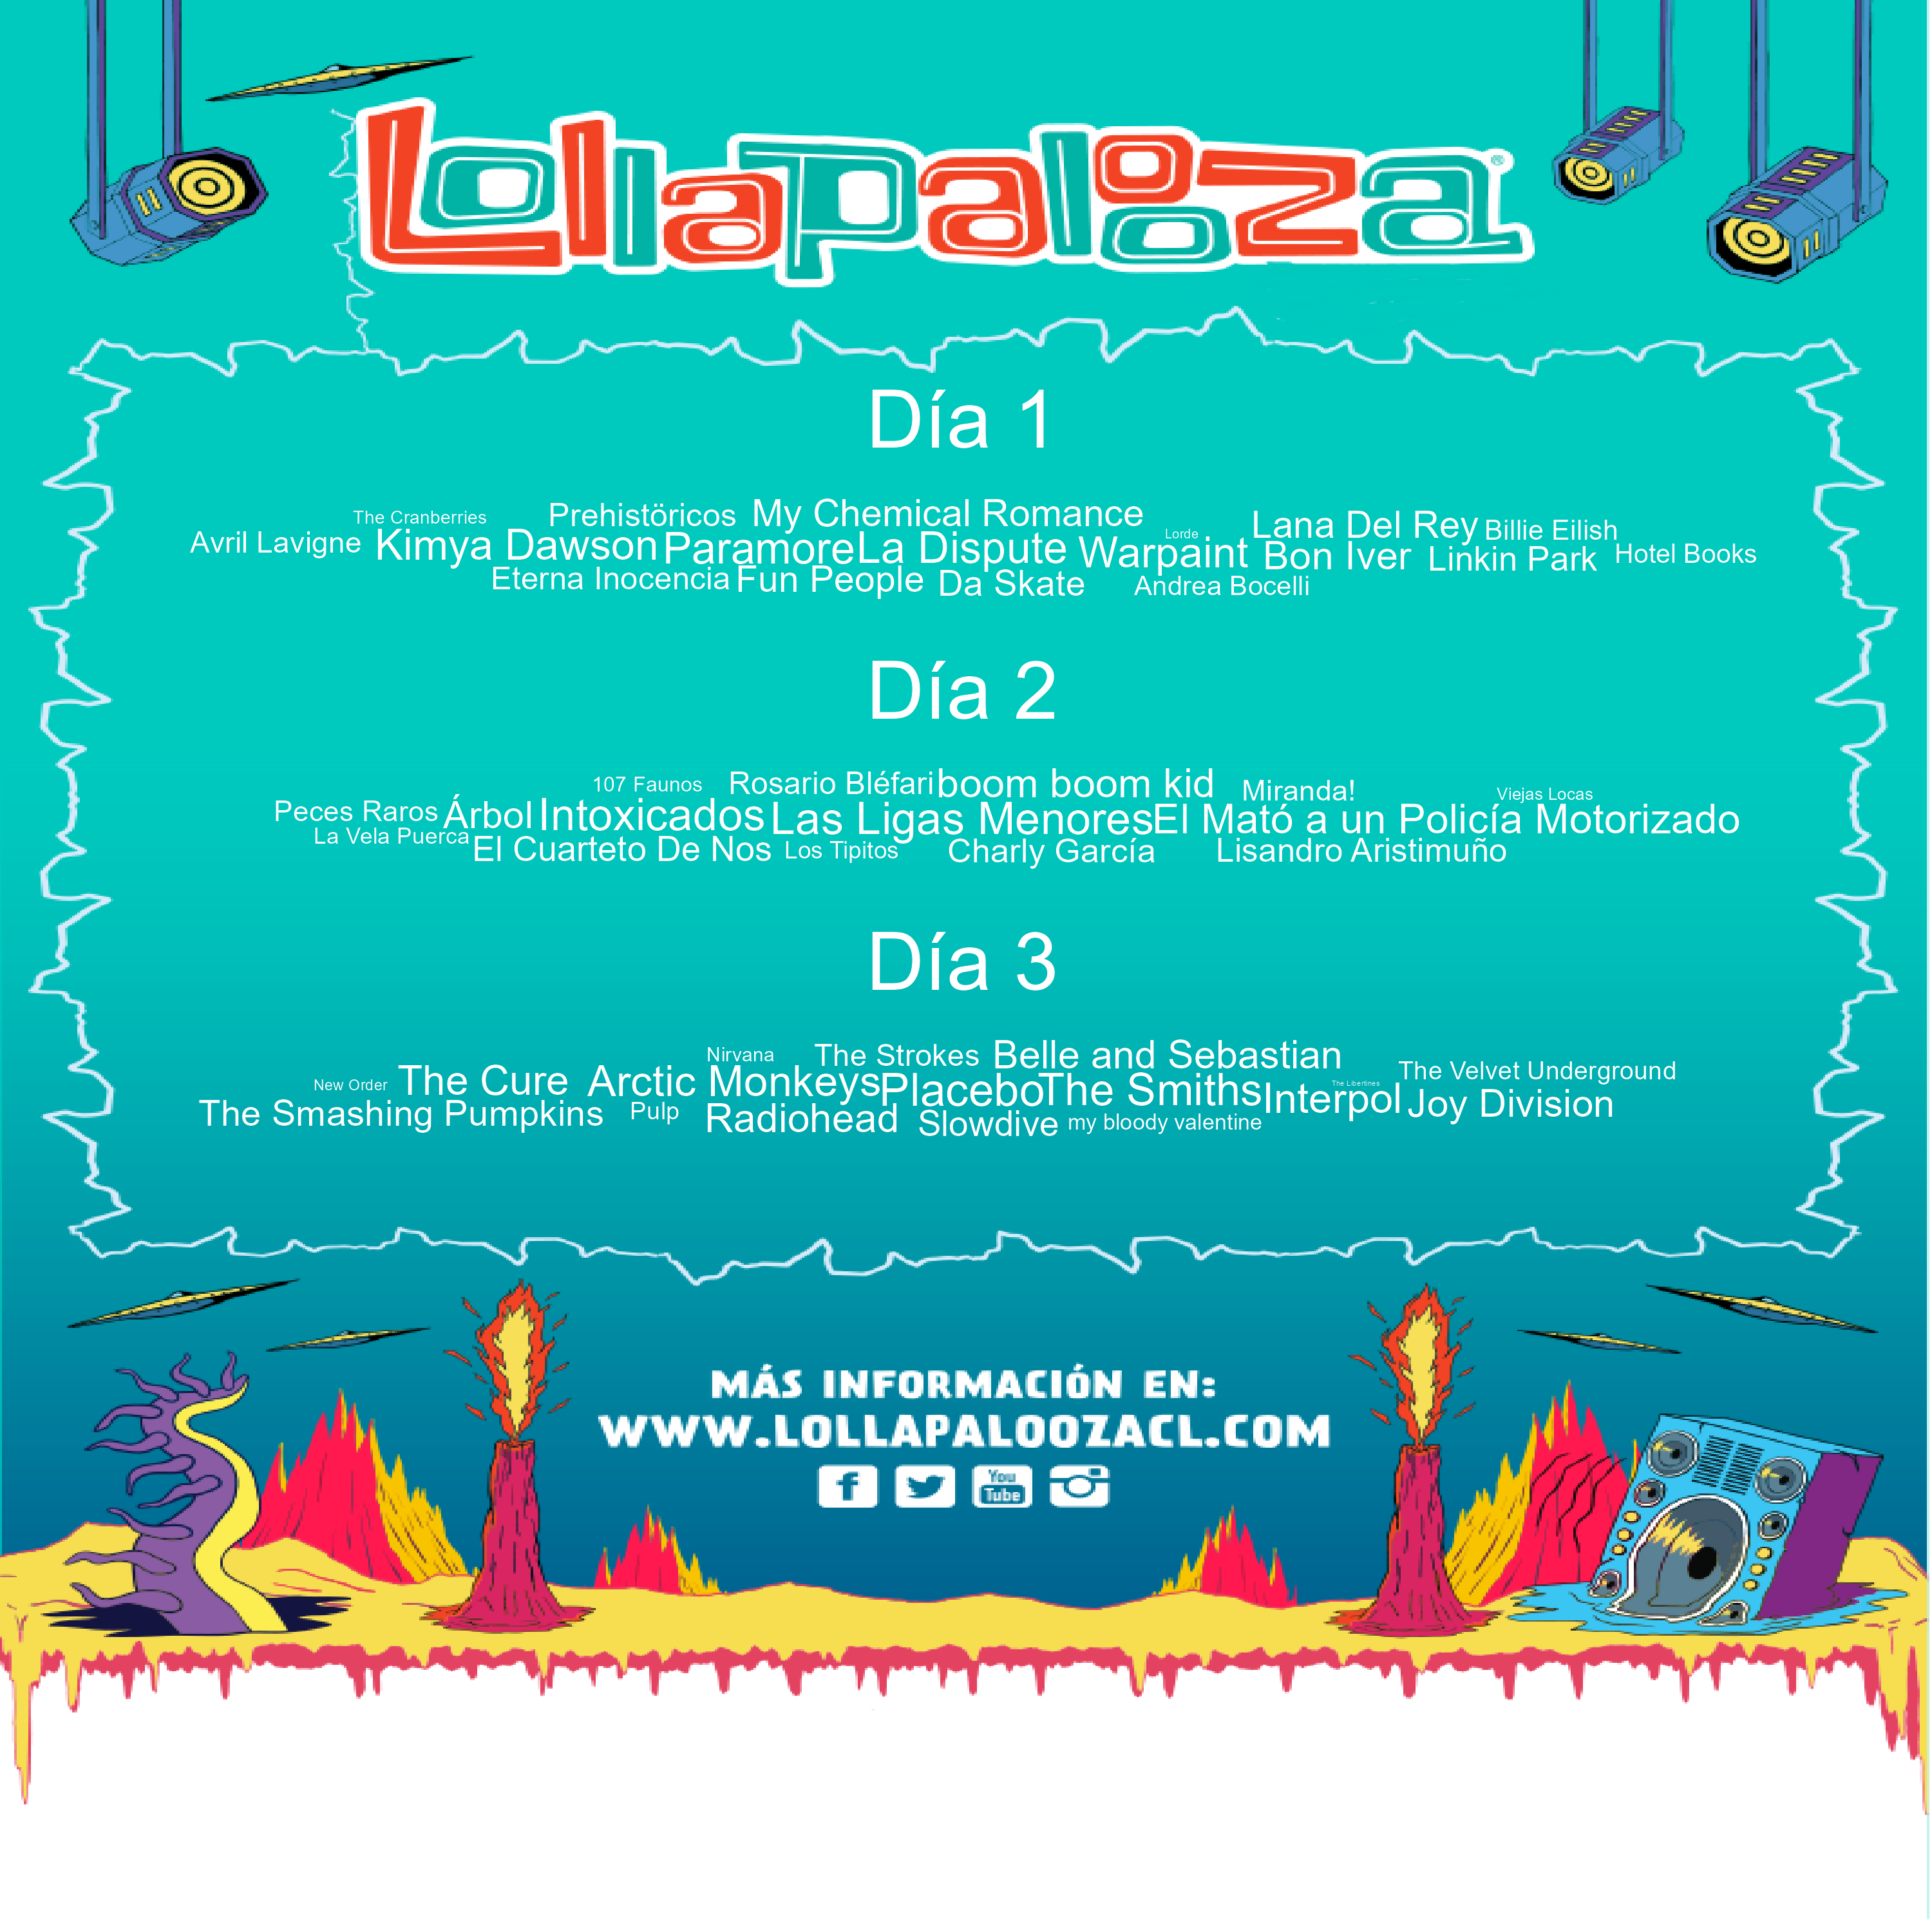 Lollapalooza®
Día 1
The Cranberries Prehistöricos My Chemical Romance Lorde Lana Del Rey Billie Eilish
Avril Lavigne Kimya Dawson Paramore La Dispute Warpaint Bon Iver Linkin Park Hotel Books
Eterna Inocencia Fun People Da Skate Andrea Bocelli
Día 2
107 Faunos Rosario Bléfari boom boom kid Miranda! Viejas Locas
Peces Raros Árbol Intoxicados Las Ligas Menores El Mató a un Policía Motorizado
La Vela Puerca El Cuarteto De Nos Los Tipitos Charly García Lisandro Aristimuño
Día 3
Nirvana The Strokes Belle and Sebastian The Velvet Underground
New Order The Cure Arctic Monkeys Placebo The Smiths The Libertines Interpol Joy Division
The Smashing Pumpkins Pulp Radiohead Slowdive my bloody valentine
MÁS INFORMACIÓN EN:
WWW.LOLLAPALOOZACL.COM
You Tube